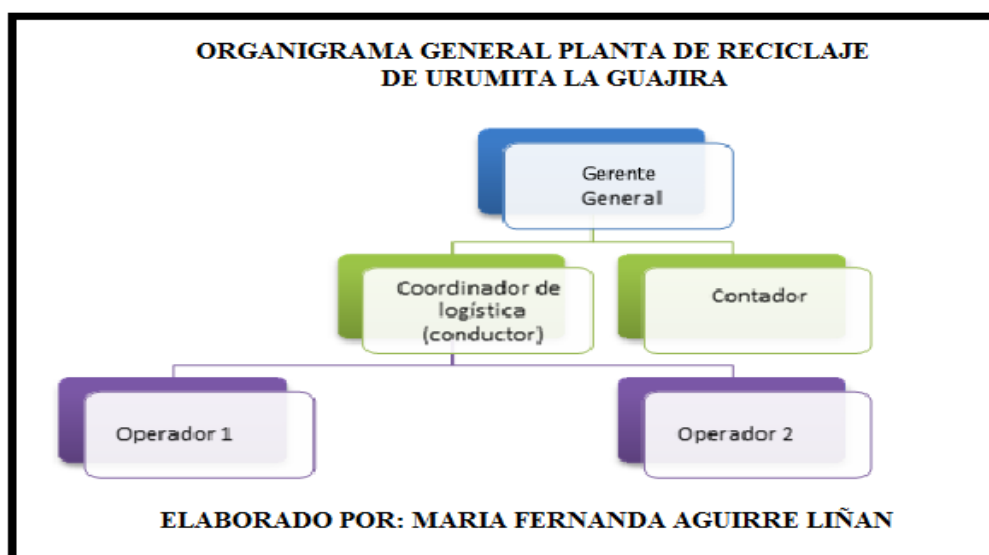 ORGANIGRAMA GENERAL PLANTA DE RECICLAJE
DE URUMITA LA GUAJIRA
Gerente
General
Coordinador de
logística
(conductor)
Contador
Operador 1
Operador 2
ELABORADO POR: MARIA FERNANDA AGUIRRE LIÑAN